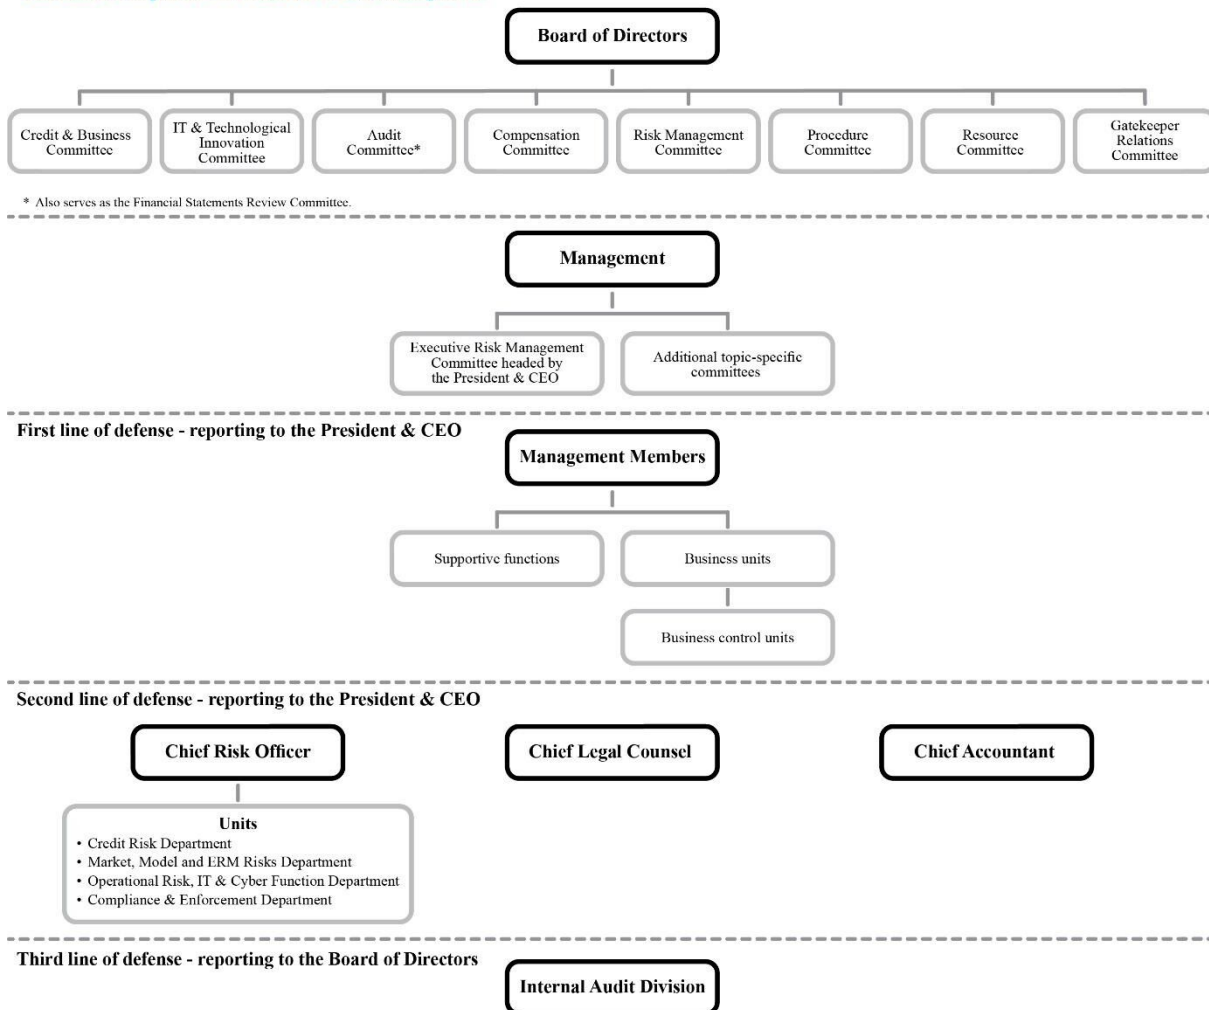 Board of Directors
Credit & Business
Committee
IT & Technological
Innovation
Committee
Audit
Committee*
Compensation
Committee
Risk Management
Committee
Procedure
Committee
Resource
Committee
Gatekeeper
Relations
Committee
* Also serves as the Financial Statements Review Committee.
Management
Executive Risk Management
Committee headed by
the President & CEO
Additional topic-specific
committees
First line of defense - reporting to the President & CEO
Management Members
Supportive functions
Business units
Business control units
Second line of defense - reporting to the President & CEO
Chief Risk Officer
Chief Legal Counsel
Chief Accountant
Units
• Credit Risk Department
• Market, Model and ERM Risks Department
• Operational Risk, IT & Cyber Function Department
• Compliance & Enforcement Department
Third line of defense - reporting to the Board of Directors
Internal Audit Division